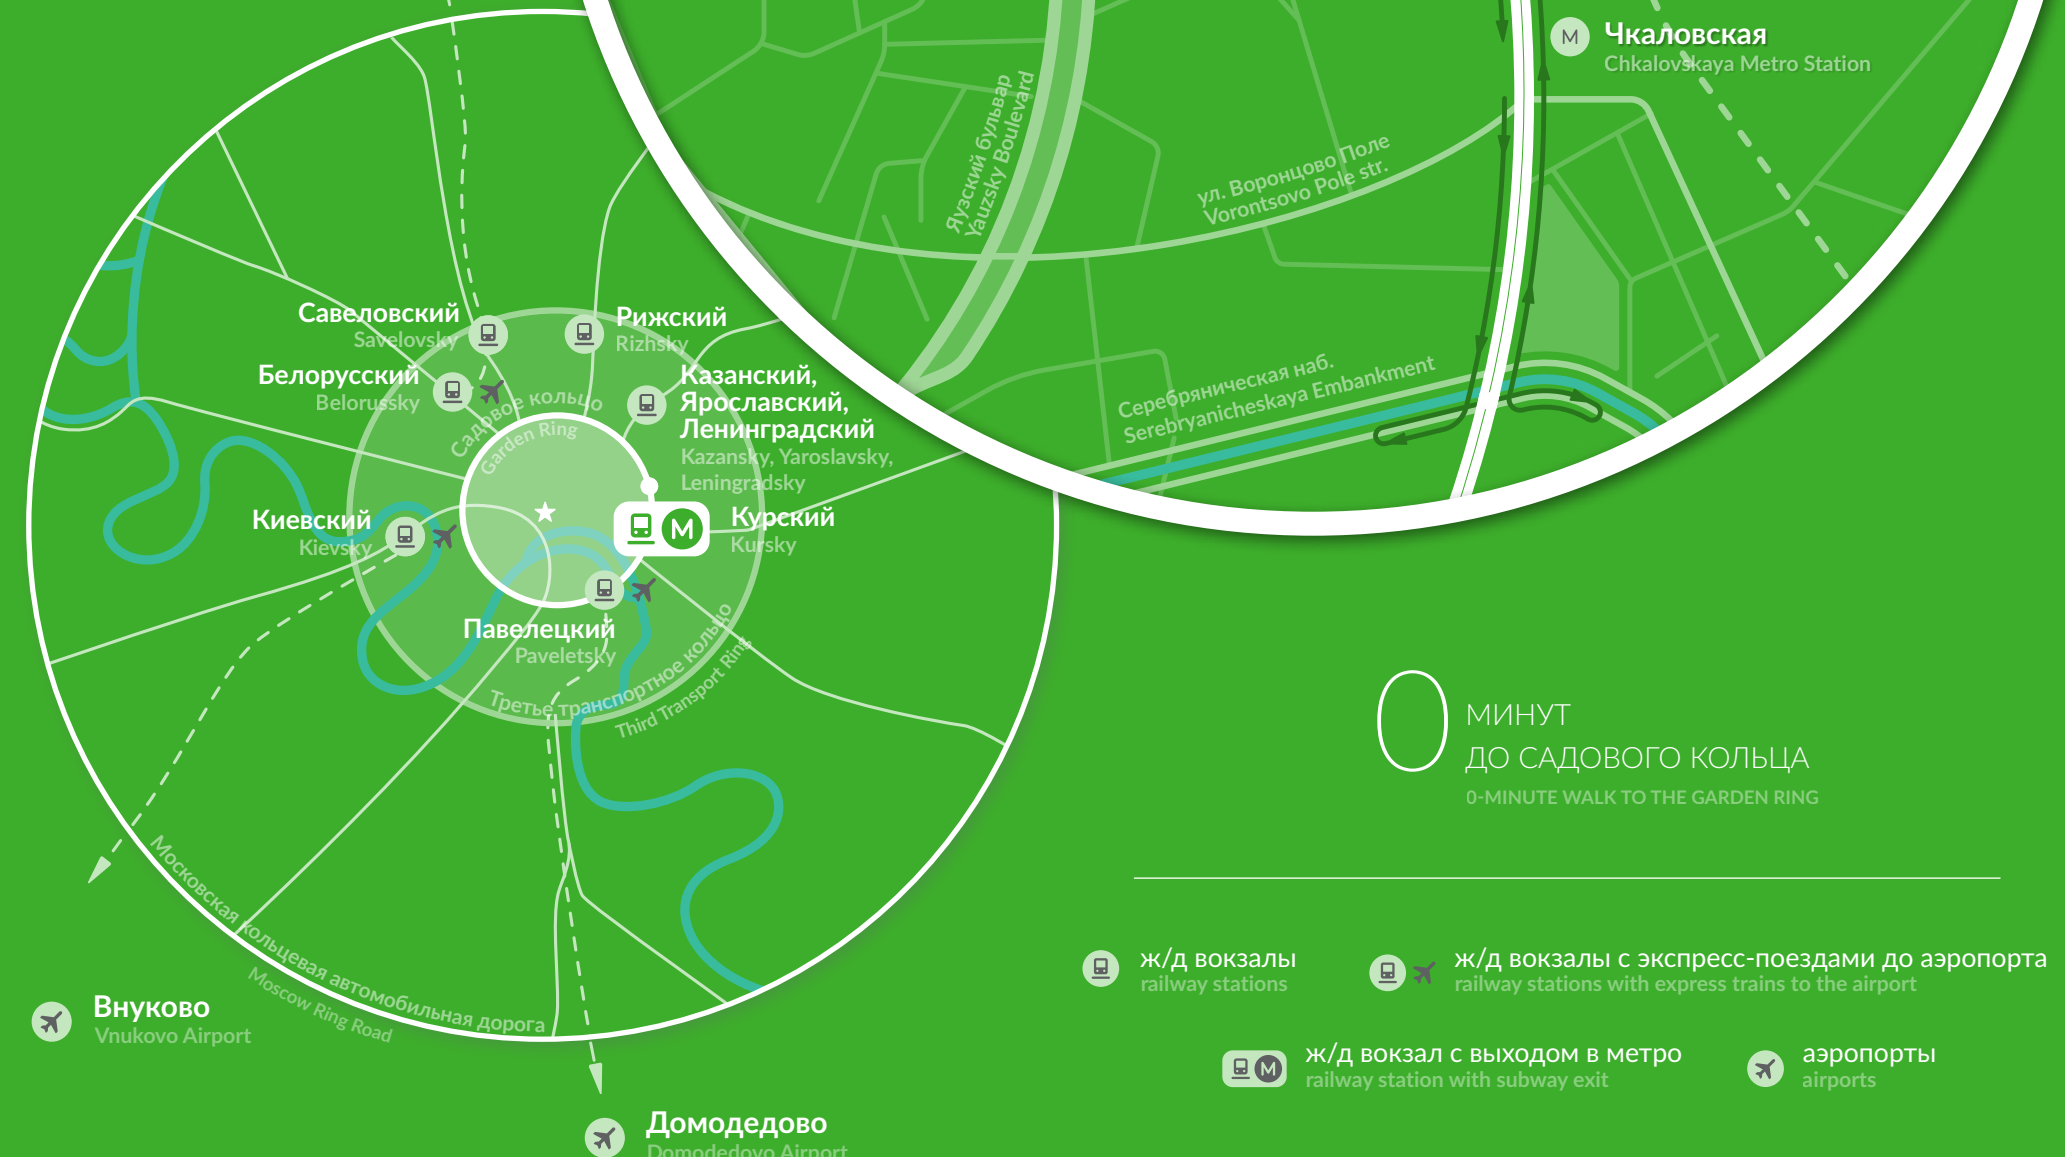 Чкаловская
Chkalovskaya Metro Station
Яузский бульвар
Yauzsky Boulevard
ул. Воронцово Поле
Vorontsovo Pole str.
Серебряническая наб.
Serebryanicheskaya Embankment
Савеловский
Savelovsky
Рижский
Rizhsky
Белорусский
Belorussky
Казанский,
Ярославский,
Ленинградский
Kazansky, Yaroslavsky,
Leningradsky
Садовое кольцо
Garden Ring
Киевский
Kievsky
M
M
Курский
Kursky
Павелецкий
Paveletsky
Третье транспортное кольцо
Third Transport Ring
Московская кольцевая автомобильная дорога
Moscow Ring Road
Внуково
Vnukovo Airport
Домодедово
Domodedovo Airport
0 МИНУТ
ДО САДОВОГО КОЛЬЦА
0-MINUTE WALK TO THE GARDEN RING
ж/д вокзалы
railway stations
ж/д вокзалы с экспресс-поездами до аэропорта
railway stations with express trains to the airport
M
ж/д вокзал с выходом в метро
railway station with subway exit
аэропорты
airports